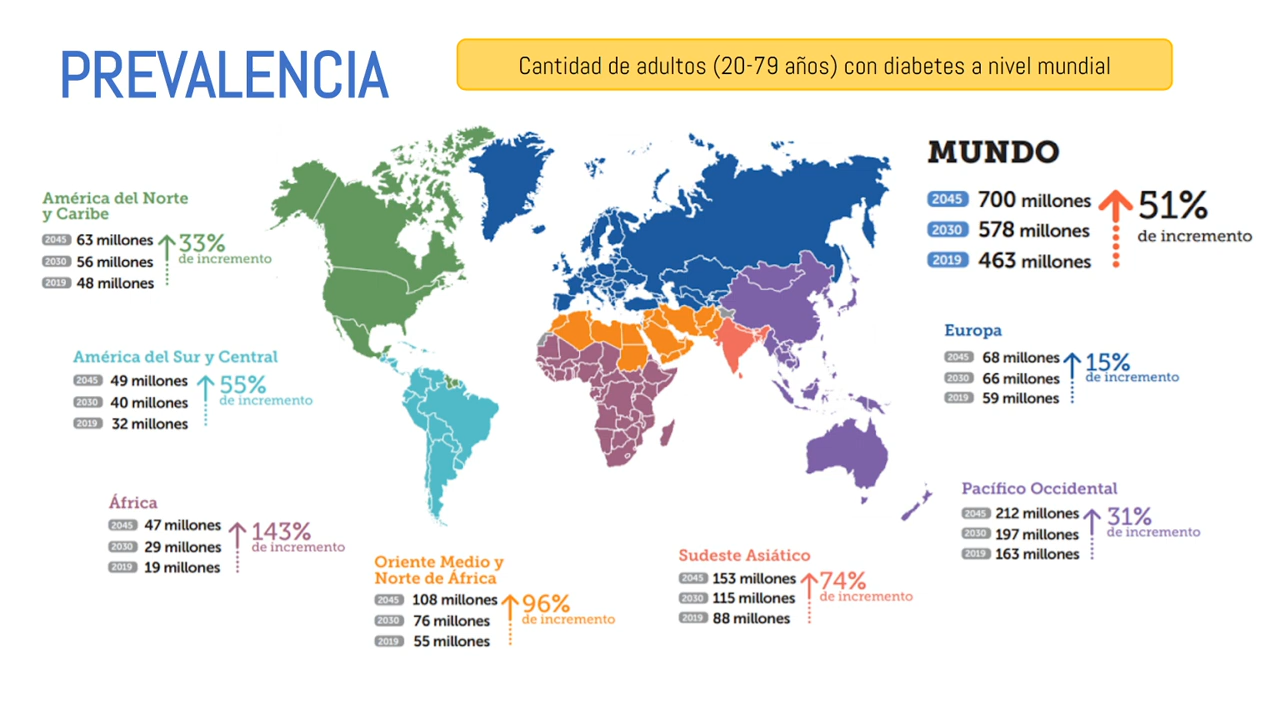 PREVALENCIA
Cantidad de adultos (20-79 años) con diabetes a nivel mundial
MUNDO
2045 700 millones
2030 578 millones
2019 463 millones
51%
de incremento
América del Norte
y Caribe
2045 63 millones
2030 56 millones
2019 48 millones
33%
de incremento
América del Sur y Central
2045 49 millones
2030 40 millones
2019 32 millones
55%
de incremento
África
2045 47 millones
2030 29 millones
2019 19 millones
143%
de incremento
Oriente Medio y
Norte de África
2045 108 millones
2030 76 millones
2019 55 millones
96%
de incremento
Sudeste Asiático
2045 153 millones
2030 115 millones
2019 88 millones
74%
de incremento
Europa
2045 68 millones
2030 66 millones
2019 59 millones
15%
de incremento
Pacífico Occidental
2045 212 millones
2030 197 millones
2019 163 millones
31%
de incremento